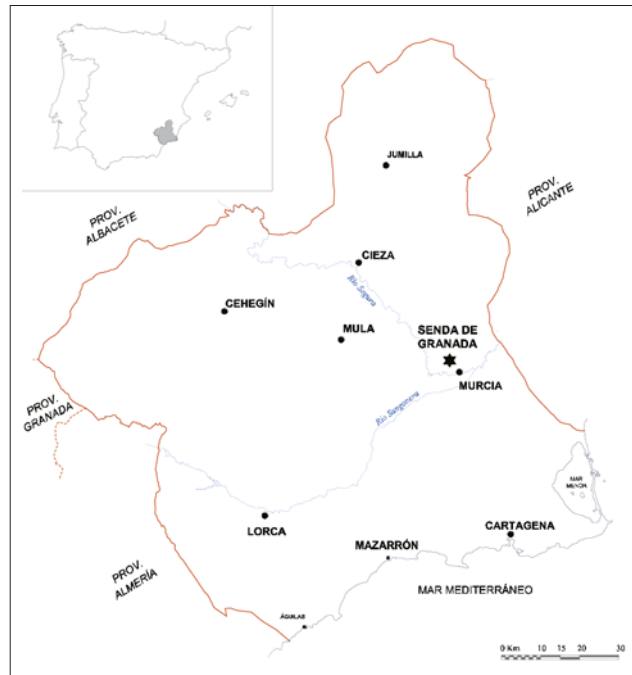 JUMILLA
PROV.
ALBACETE
PROV.
ALICANTE
CIEZA
Río Segura
CEHEGÍN
MULA
SENDA DE
GRANADA
MURCIA
PROV.
GRANADA
Río Sangonera
MAR
MENOR
LORCA
CARTAGENA
MAZARRÓN
PROV.
ALMERÍA
MAR MEDITERRÁNEO
ÁGUILAS
0 Km 10 15 20 30